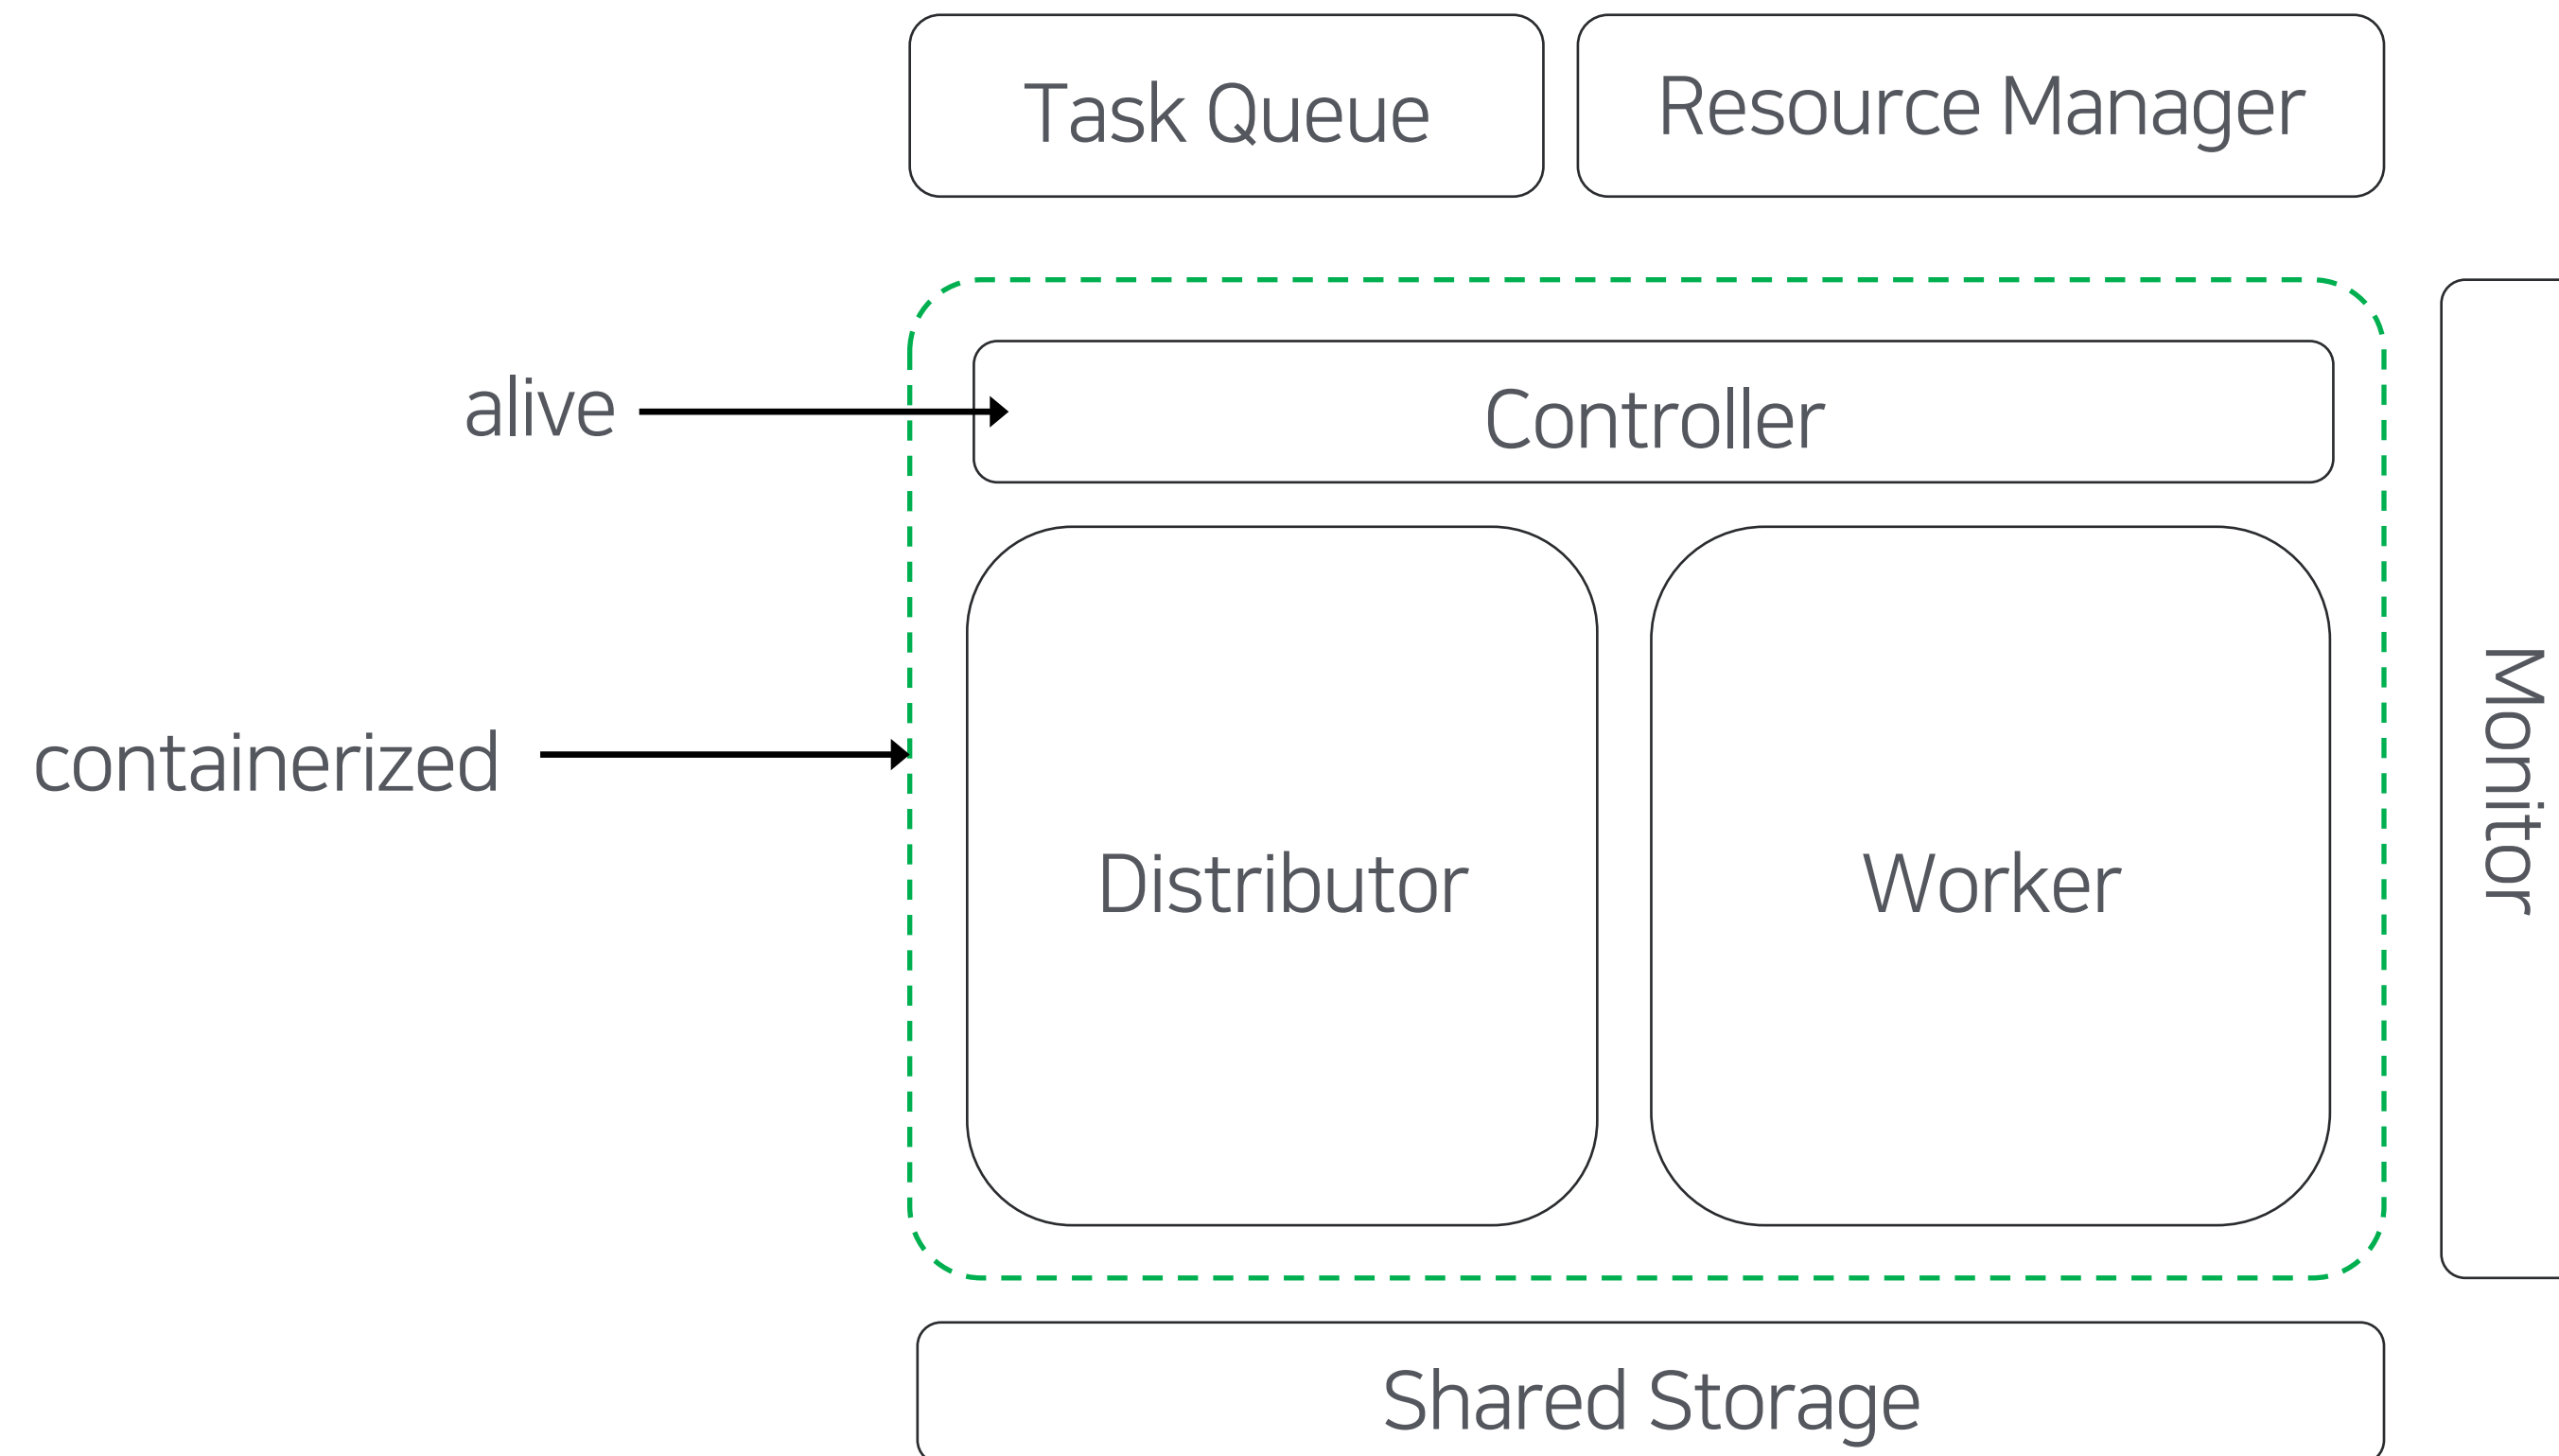 Task Queue
Resource Manager
alive
Controller
containerized
Distributor
Worker
Monitor
Shared Storage